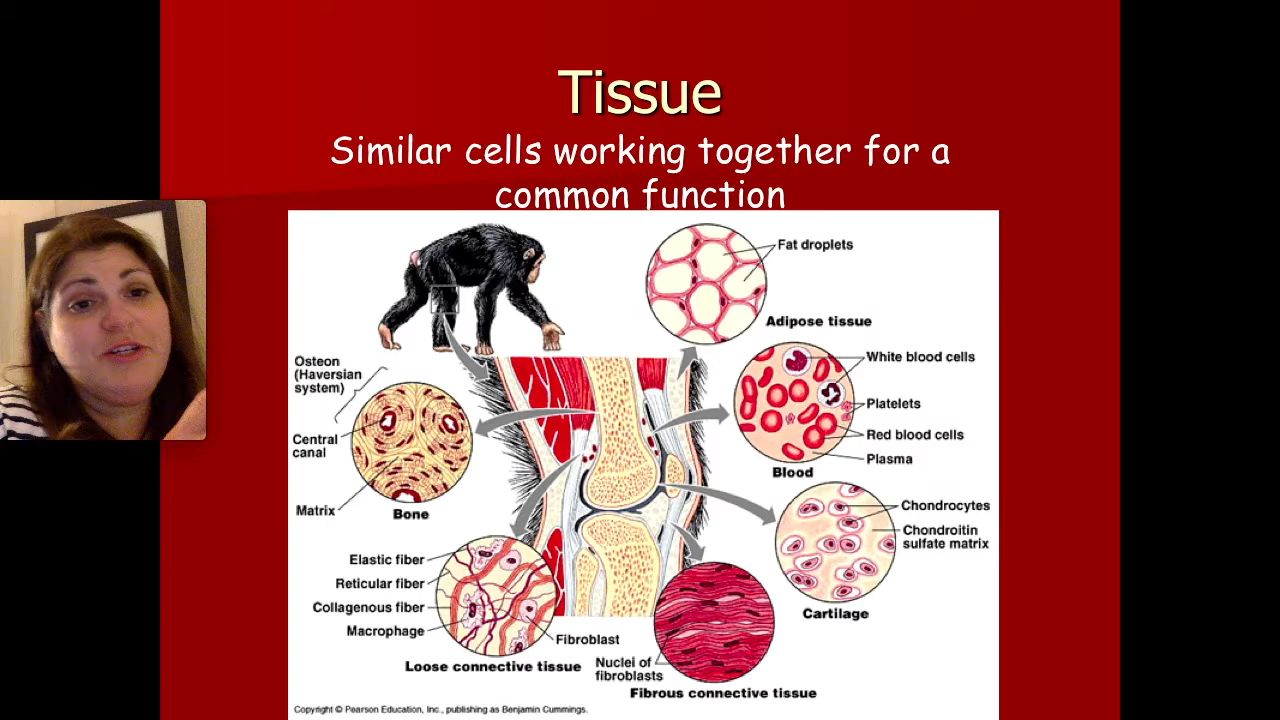 Tissue
Similar cells working together for a
common function
Fat droplets
Adipose tissue
White blood cells
Platelets
Red blood cells
Plasma
Blood
Osteon
(Haversian
system)
Central
canal
Matrix
Bone
Chondrocytes
Chondroitin
sulfate matrix
Cartilage
Elastic fiber
Reticular fiber
Collagenous fiber
Macrophage
Fibroblast
Loose connective tissue
Nuclei of
fibroblasts
Fibrous connective tissue
Copyright © Pearson Education, Inc., publishing as Benjamin Cummings.